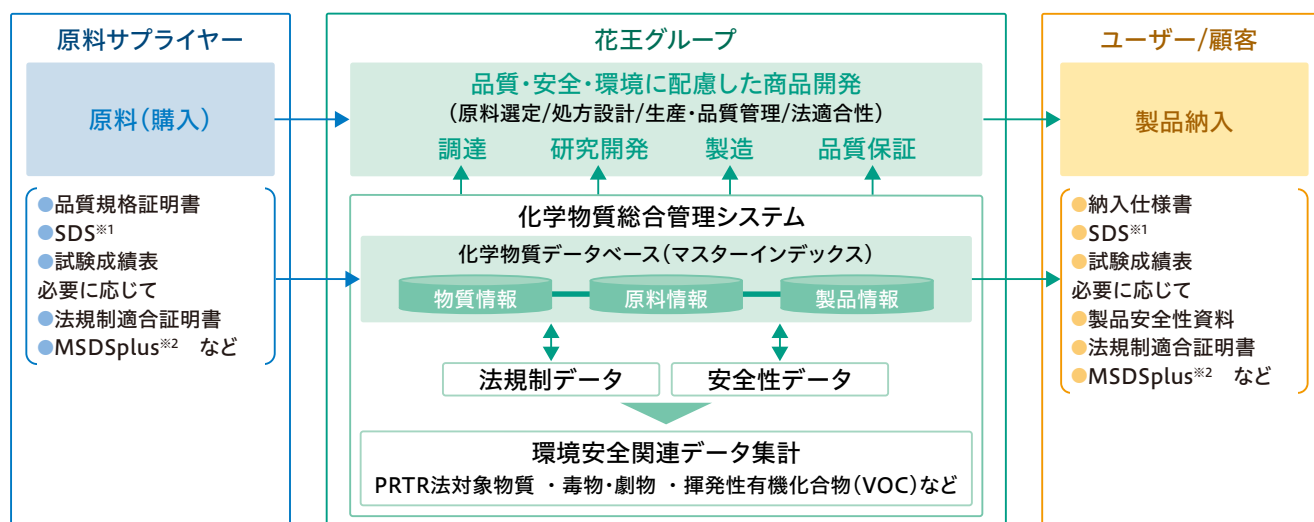 原料サプライヤー
原料(購入)
●品質規格証明書
●SDS※1
●試験成績表
必要に応じて
●法規制適合証明書
●MSDSplus※2 など
花王グループ
品質・安全・環境に配慮した商品開発
(原料選定/処方設計/生産・品質管理/法適合性)
調達 研究開発 製造 品質保証
化学物質総合管理システム
化学物質データベース(マスターインデックス)
物質情報 原料情報 製品情報
法規制データ 安全性データ
環境安全関連データ集計
PRTR法対象物質 ・毒物・劇物 ・揮発性有機化合物(VOC)など
ユーザー/顧客
製品納入
●納入仕様書
●SDS※1
●試験成績表
必要に応じて
●製品安全性資料
●法規制適合証明書
●MSDSplus※2 など